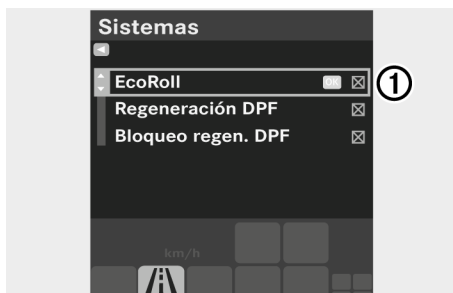 Sistemas
EcoRoll OK ①
Regeneración DPF
Bloqueo regen. DPF
km/h